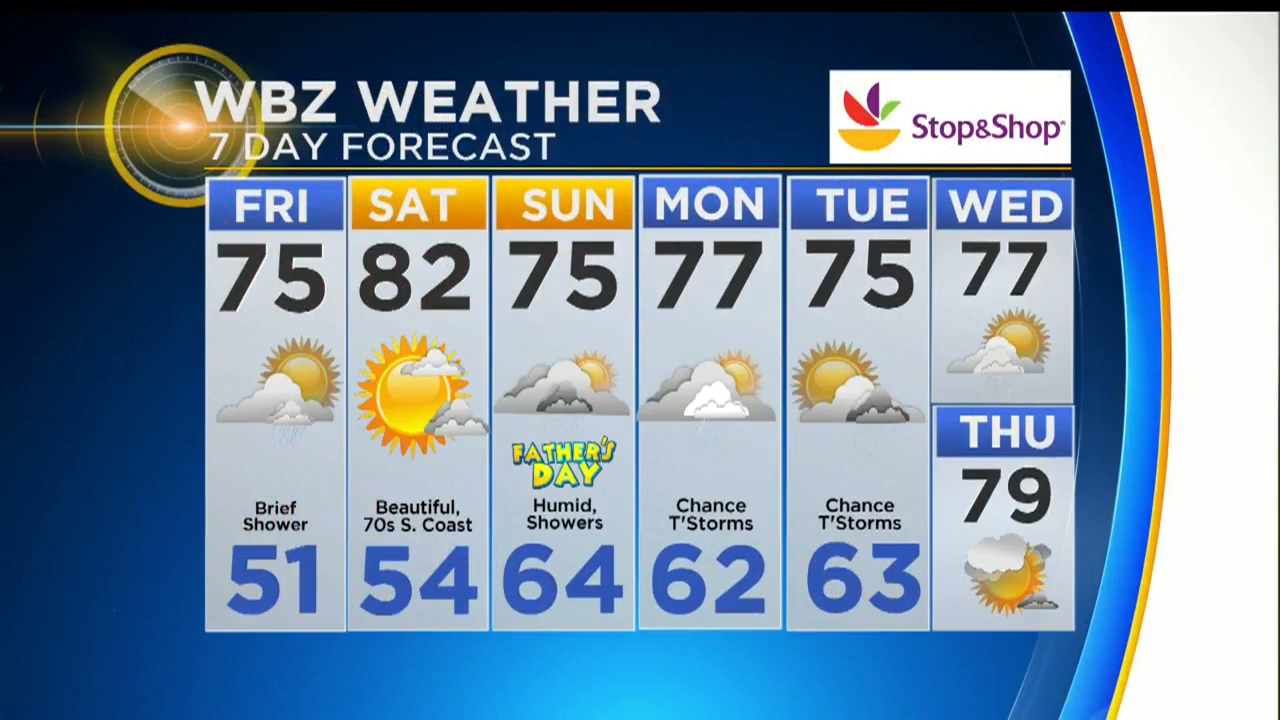 WBZ WEATHER
7 DAY FORECAST
Stop&Shop
FRI
75
Brief
Shower
51
SAT
82
Beautiful,
70s S. Coast
54
SUN
75
FATHER'S
DAY
Humid,
Showers
64
MON
77
Chance
T'Storms
62
TUE
75
Chance
T'Storms
63
WED
77
THU
79